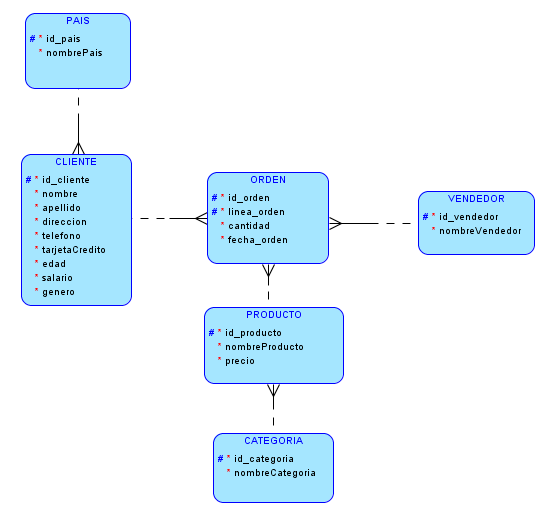 PAIS
# * id_pais
* nombrePais
CLIENTE
# * id_cliente
* nombre
* apellido
* direccion
* telefono
* tarjetaCredito
* edad
* salario
* genero
ORDEN
# * id_orden
# * linea_orden
* cantidad
* fecha_orden
VENDEDOR
# * id_vendedor
* nombreVendedor
PRODUCTO
# * id_producto
* nombreProducto
* precio
CATEGORIA
# * id_categoria
* nombreCategoria